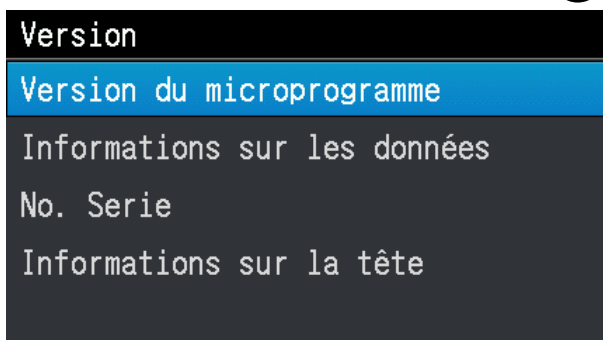 Version
Version du microprogramme
Informations sur les données
No. Serie
Informations sur la tête